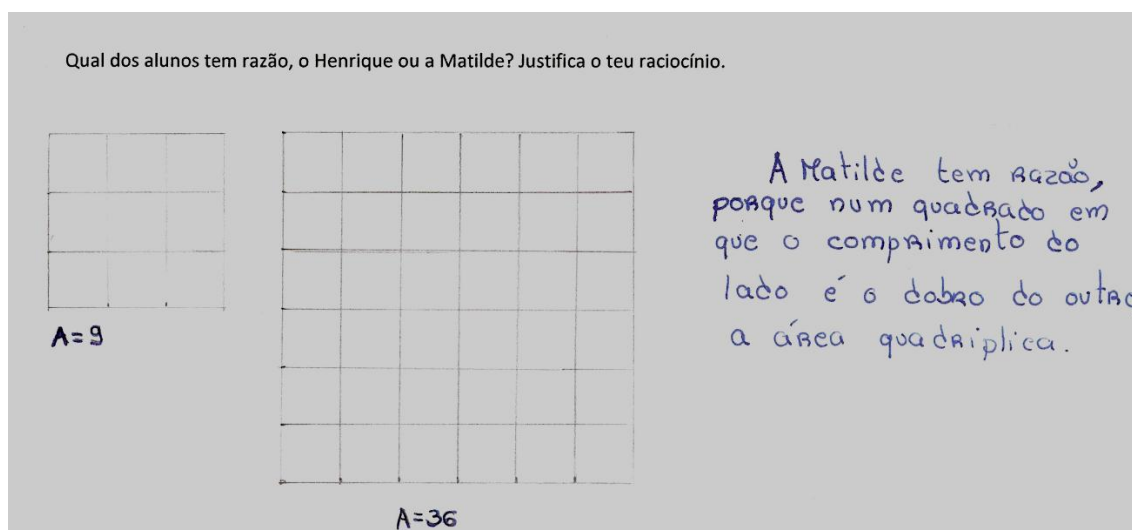 Qual dos alunos tem razão, o Henrique ou a Matilde? Justifica o teu raciocínio.
A Matilde tem razão,
porque num quadrado em
que o comprimento do
lado é o dobro do outro
a área quadriplica.
A=9
A=36